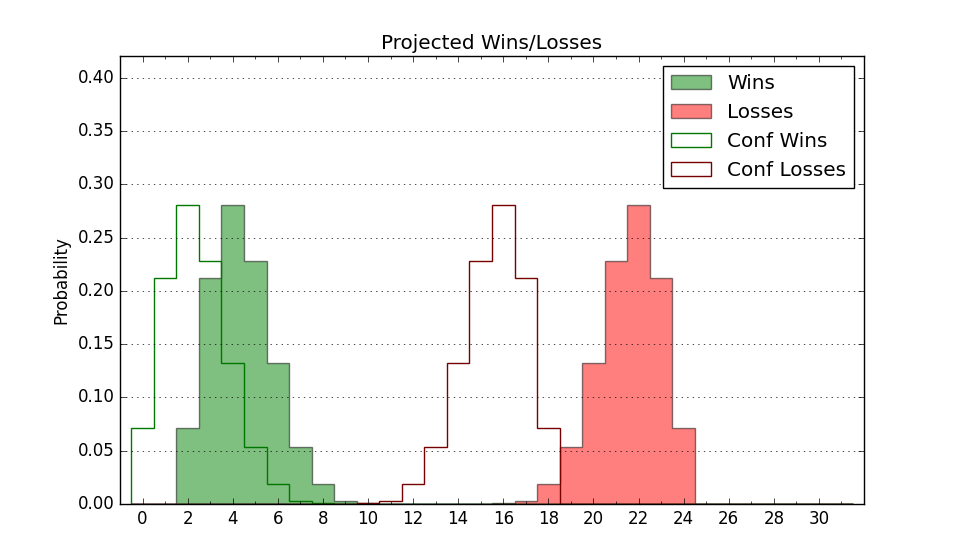 Projected Wins/Losses
Wins
Losses
Conf Wins
Conf Losses
Probability
0.40
0.35
0.30
0.25
0.20
0.15
0.10
0.05
0.00
0 2 4 6 8 10 12 14 16 18 20 22 24 26 28 30